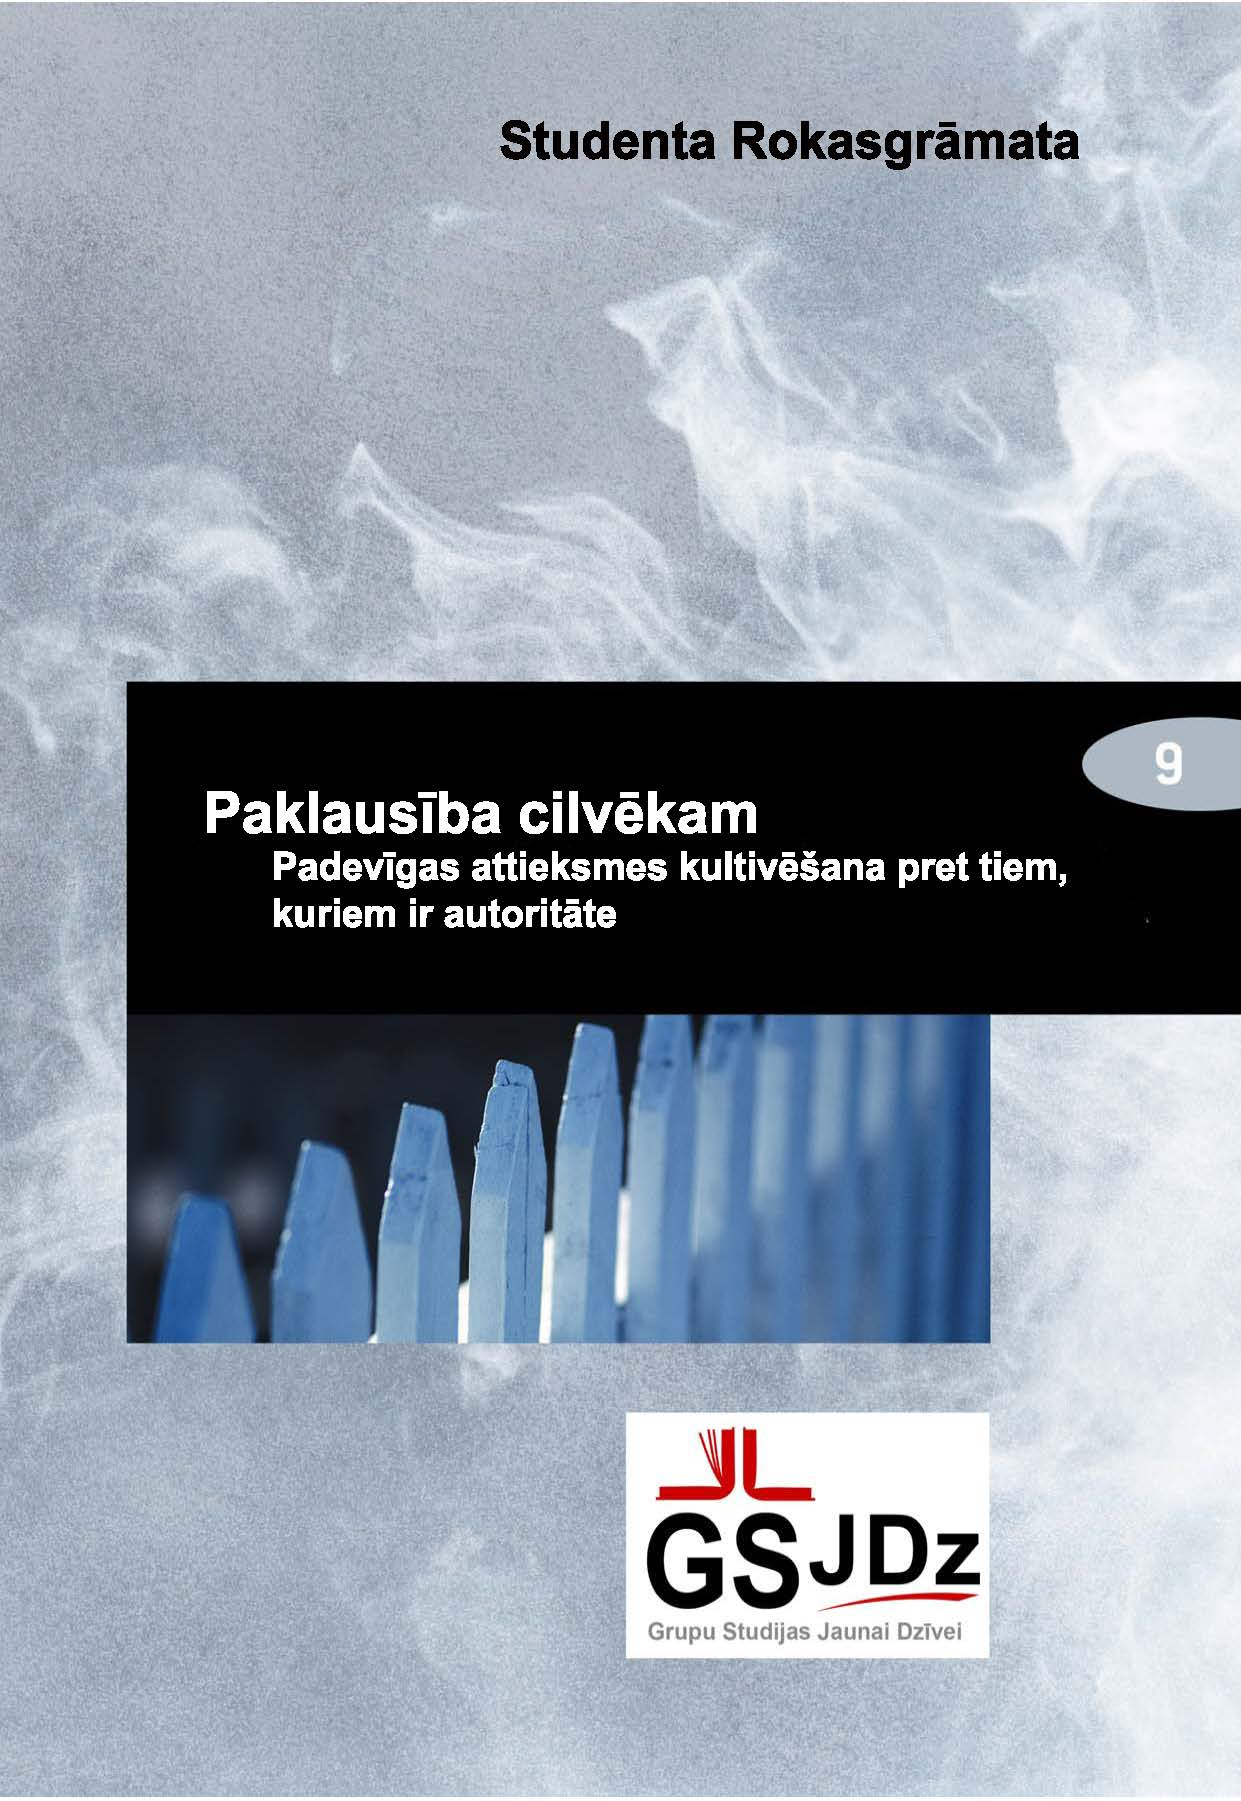 Studenta Rokasgrāmata
9
Paklausība cilvēkam
Padevīgas attieksmes kultivēšana pret tiem,
kuriem ir autoritāte
GSJDz
Grupu Studijas Jaunai Dzīvei